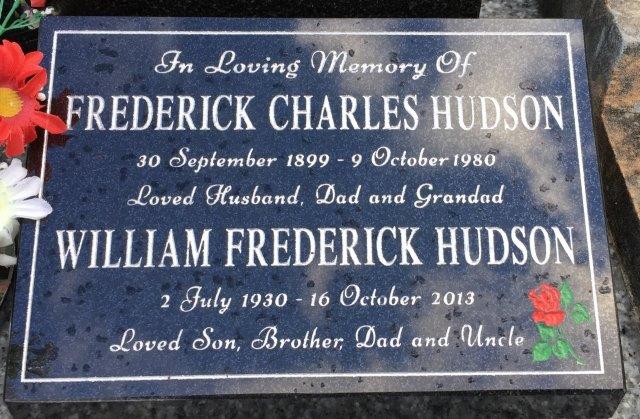 In Loving Memory Of
FREDERICK CHARLES HUDSON
30 September 1899 - 9 October 1980
Loved Husband, Dad and Grandad
WILLIAM FREDERICK HUDSON
2 July 1930 - 16 October 2013
Loved Son, Brother, Dad and Uncle